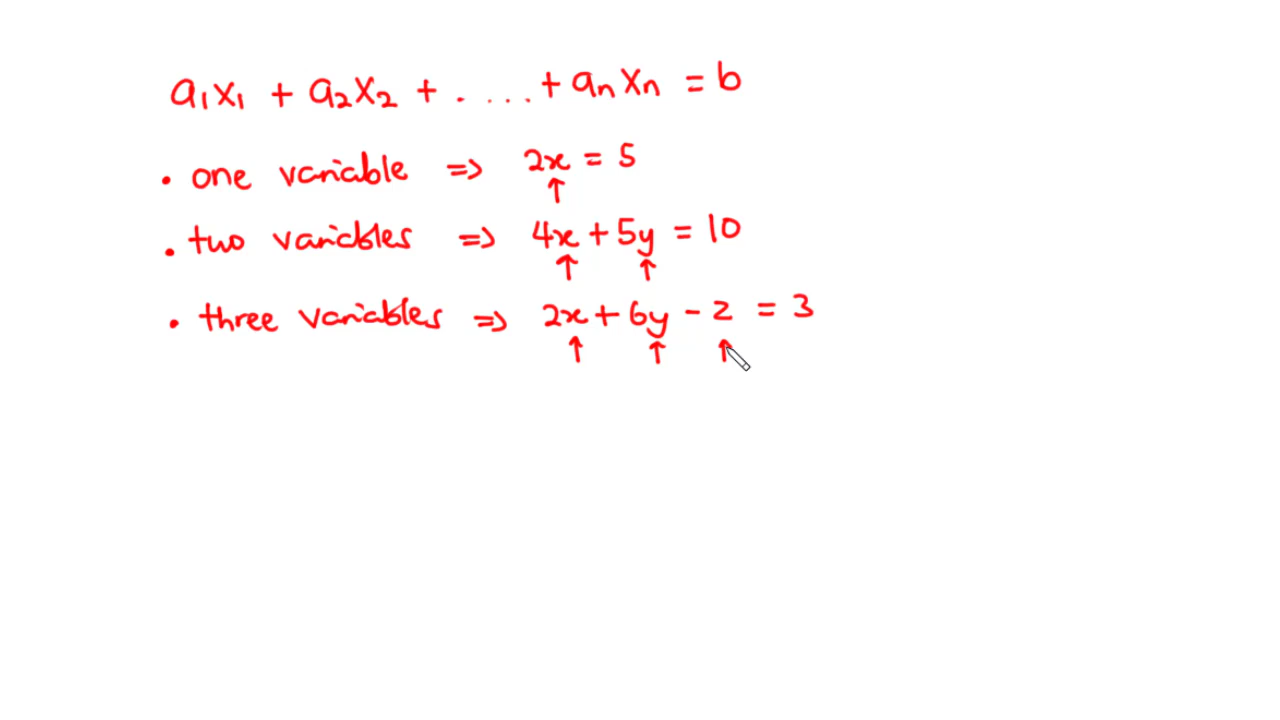 a₁x₁ + a₂x₂ + ..... + aₙxₙ = b
• one variable => 2x = 5
• two variables => 4x + 5y = 10
• three variables => 2x + 6y - z = 3